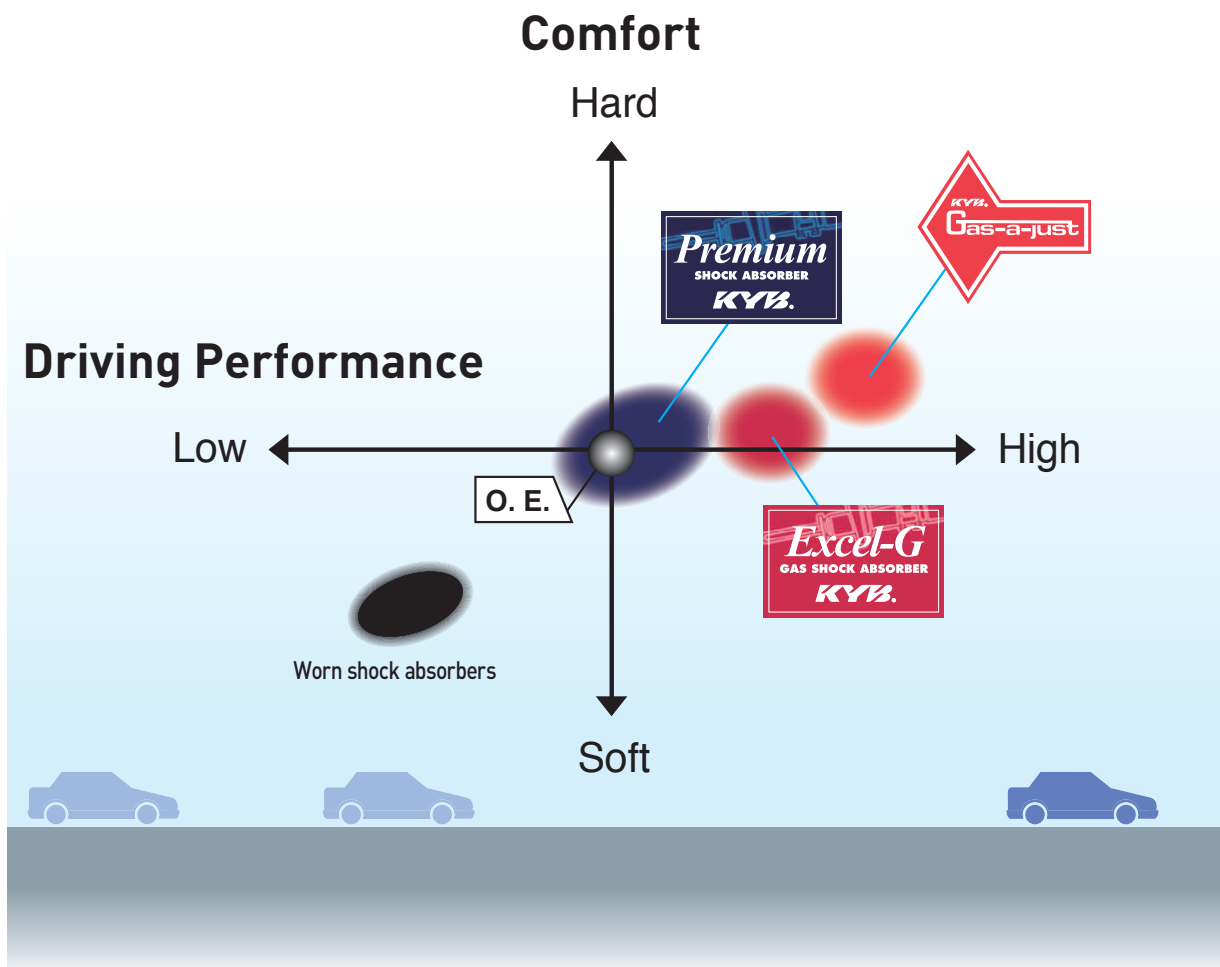 Comfort
Hard
KYB.
Gas-a-just
Premium
SHOCK ABSORBER
KYB.
Driving Performance
Low
High
O. E.
Excel-G
GAS SHOCK ABSORBER
KYB.
Worn shock absorbers
Soft